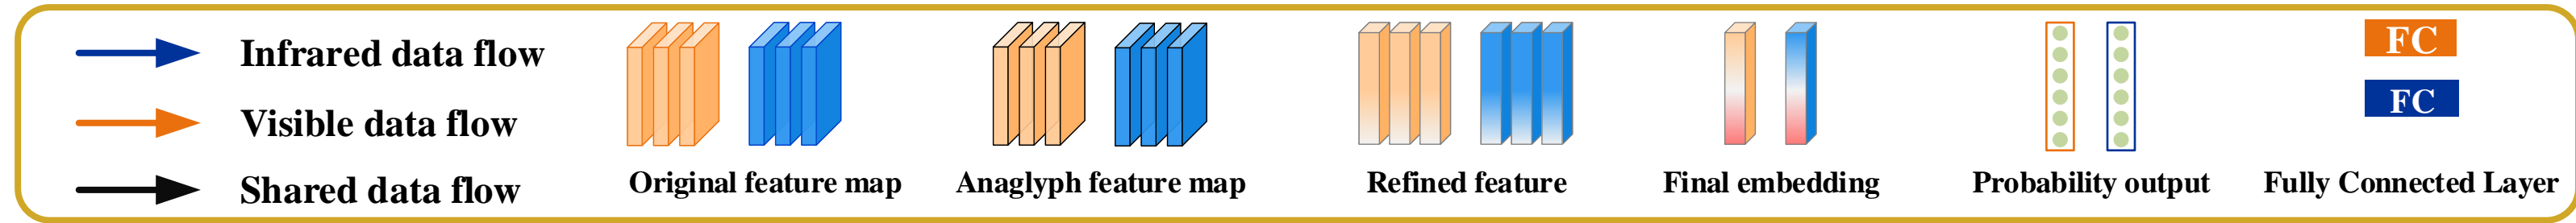 Infrared data flow
Visible data flow
Shared data flow
Original feature map
Anaglyph feature map
Refined feature
Final embedding
Probability output
FC
FC
Fully Connected Layer